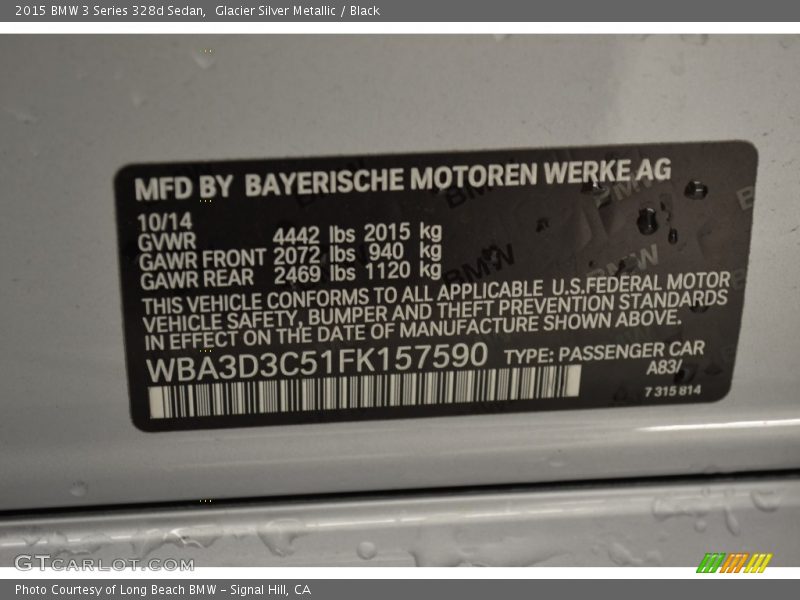 2015 BMW 3 Series 328d Sedan, Glacier Silver Metallic / Black
MFD BY BAYERISCHE MOTOREN WERKE AG
10/14
GVWR 4442 lbs 2015 kg
GAWR FRONT 2072 lbs 940 kg
GAWR REAR 2469 lbs 1120 kg
THIS VEHICLE CONFORMS TO ALL APPLICABLE U.S.FEDERAL MOTOR
VEHICLE SAFETY, BUMPER AND THEFT PREVENTION STANDARDS
IN EFFECT ON THE DATE OF MANUFACTURE SHOWN ABOVE.
WBA3D3C51FK157590 TYPE: PASSENGER CAR
A83/
7 315 814
GTCARLOT.COM
Photo Courtesy of Long Beach BMW – Signal Hill, CA